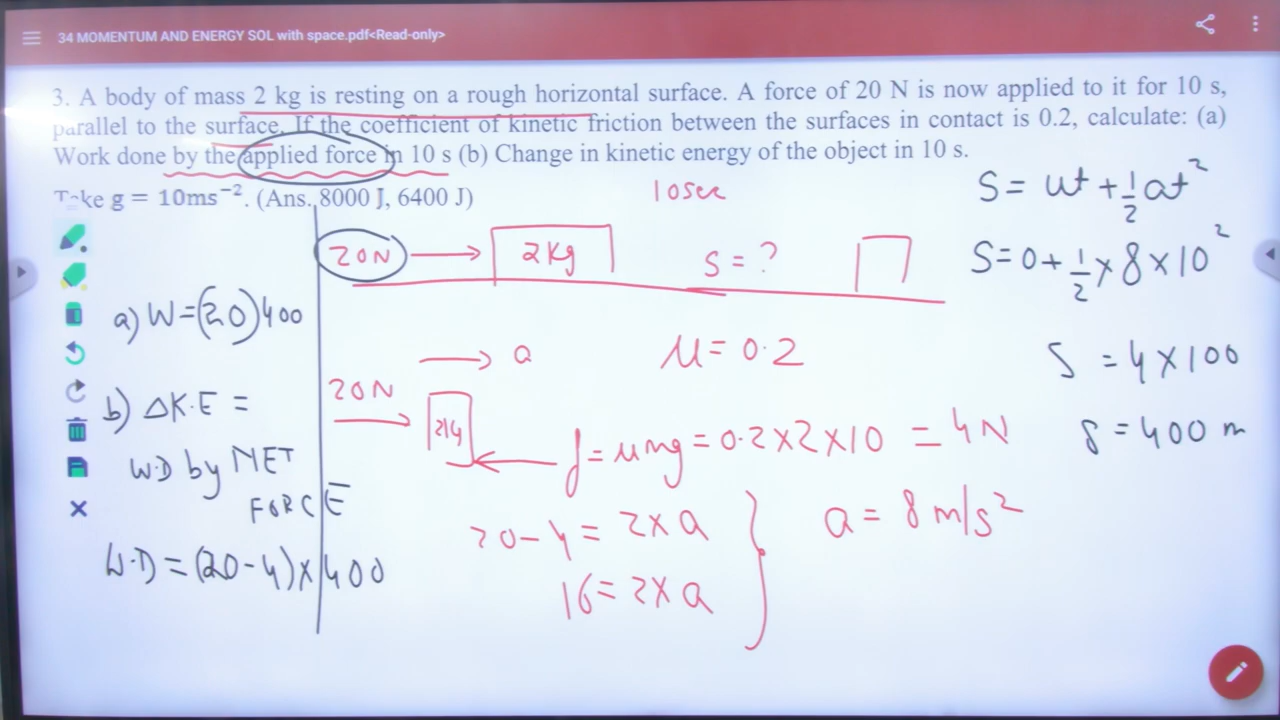 34 MOMENTUM AND ENERGY SOL with space.pdf<Read-only>
3. A body of mass 2 kg is resting on a rough horizontal surface. A force of 20 N is now applied to it for 10 s,
parallel to the surface. If the coefficient of kinetic friction between the surfaces in contact is 0.2, calculate: (a)
Work done by the applied force in 10 s (b) Change in kinetic energy of the object in 10 s.
Take g = 10ms⁻². (Ans. 8000 J, 6400 J)
10sec
S = ut + 1/2 at²
20N 2Kg S = ?
S = 0 + 1/2 × 8 × 10²
a) W = (20)400
a
μ = 0.2
S = 4 × 100
20N
b) ΔK.E =
f = μmg = 0.2×2×10 = 4N
S = 400 m
W.D by NET
FORCE
20-4 = 2×a
a = 8 m/s²
W.D = (20-4)×400
16 = 2×a